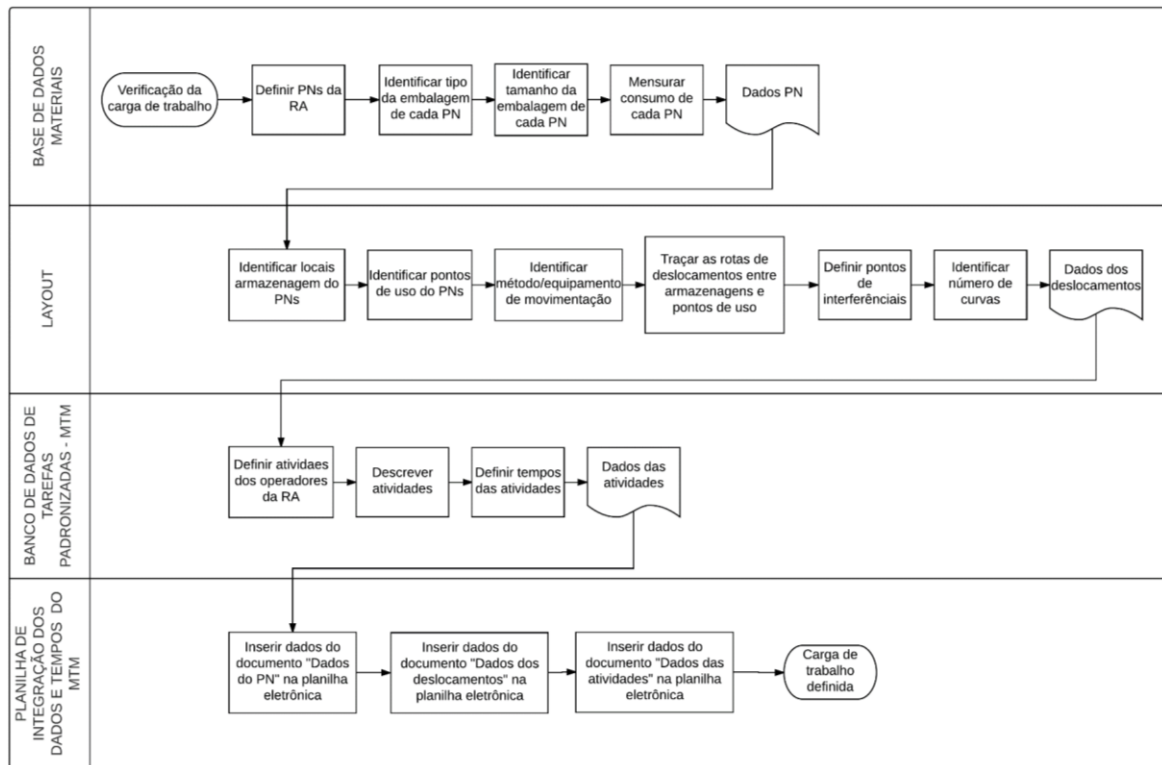 BASE DE DADOS
MATERIAIS
Verificação da
carga de trabalho
Definir PNs da
RA
Identificar tipo
da embalagem
de cada PN
Identificar
tamanho da
embalagem de
cada PN
Mensurar
consumo de
cada PN
Dados PN
LAYOUT
Identificar locais
armazenagem do
PNs
Identificar pontos
de uso do PNs
Identificar
método/equipamento
de movimentação
Traçar as rotas de
deslocamentos entre
armazenagens e
pontos de uso
Definir pontos
de
interferênciais
Identificar
número de
curvas
Dados dos
deslocamentos
BANCO DE DADOS DE
TAREFAS
PADRONIZADAS - MTM
Definir atividaes
dos operadores
da RA
Descrever
atividades
Definir tempos
das atividades
Dados das
atividades
PLANILHA DE
INTEGRAÇÃO DOS
DADOS E TEMPOS DO
MTM
Inserir dados do
documento "Dados
do PN" na planilha
eletrônica
Inserir dados do
documento "Dados dos
deslocamentos" na
planilha eletrônica
Inserir dados do
documento "Dados das
atividades" na planilha
eletrônica
Carga de
trabalho
definida